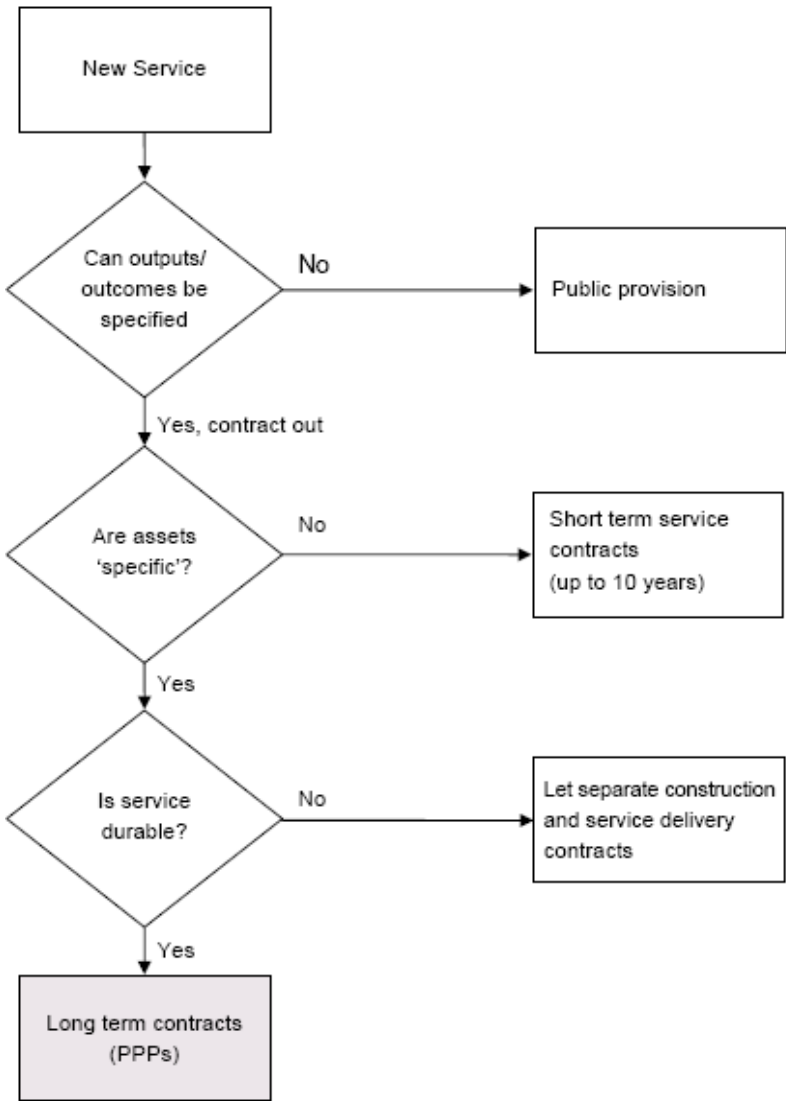 New Service
Can outputs/
outcomes be
specified
No
Public provision
Yes, contract out
Are assets
‘specific’?
No
Short term service
contracts
(up to 10 years)
Yes
Is service
durable?
No
Let separate construction
and service delivery
contracts
Yes
Long term contracts
(PPPs)